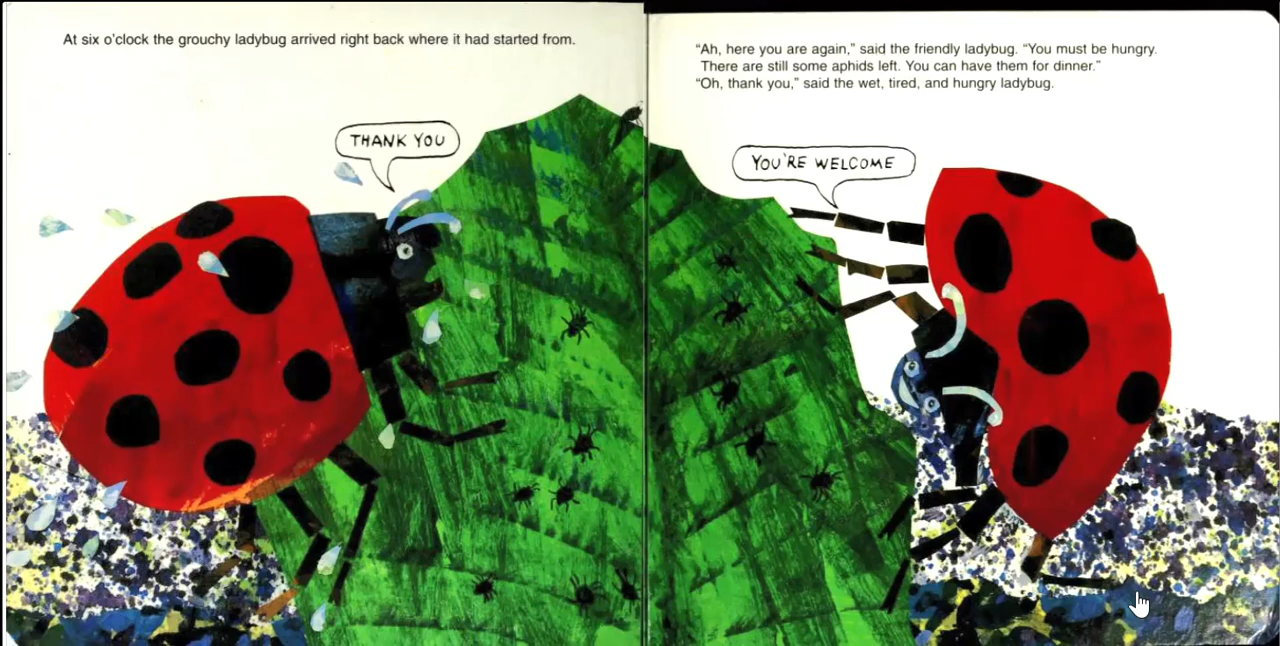 At six o'clock the grouchy ladybug arrived right back where it had started from.
THANK YOU
“Ah, here you are again,” said the friendly ladybug. “You must be hungry.
There are still some aphids left. You can have them for dinner.”
“Oh, thank you,” said the wet, tired, and hungry ladybug.
YOU'RE WELCOME